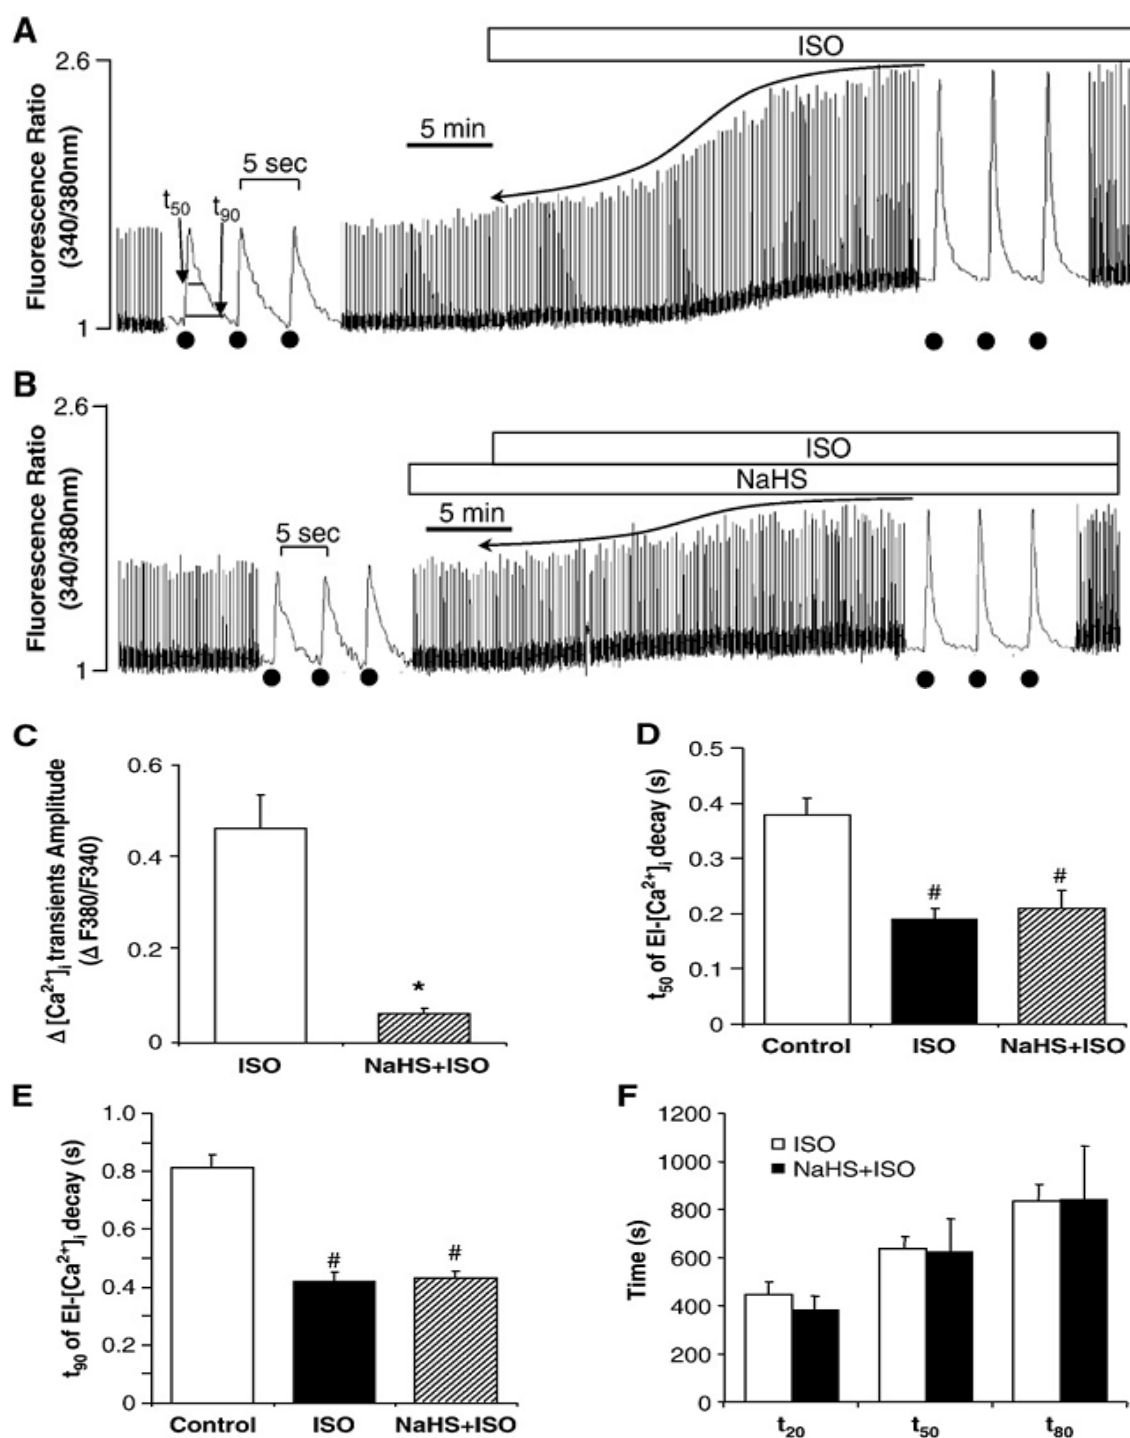 A
ISO
2.6
Fluorescence Ratio
(340/380nm)
5 min
5 sec
t50
t90
1
B
2.6
Fluorescence Ratio
(340/380nm)
ISO
NaHS
5 min
5 sec
1
C
Δ [Ca²⁺]i transients Amplitude
(Δ F380/F340)
0.6
0.4
0.2
0
*
ISO
NaHS+ISO
D
t50 of EI-[Ca²⁺]i decay (s)
0.5
0.4
0.3
0.2
0.1
0
#
#
Control
ISO
NaHS+ISO
E
t90 of EI-[Ca²⁺]i decay (s)
1.0
0.8
0.6
0.4
0.2
0
#
#
Control
ISO
NaHS+ISO
F
Time (s)
1200
1000
800
600
400
200
0
ISO
NaHS+ISO
t20
t50
t80